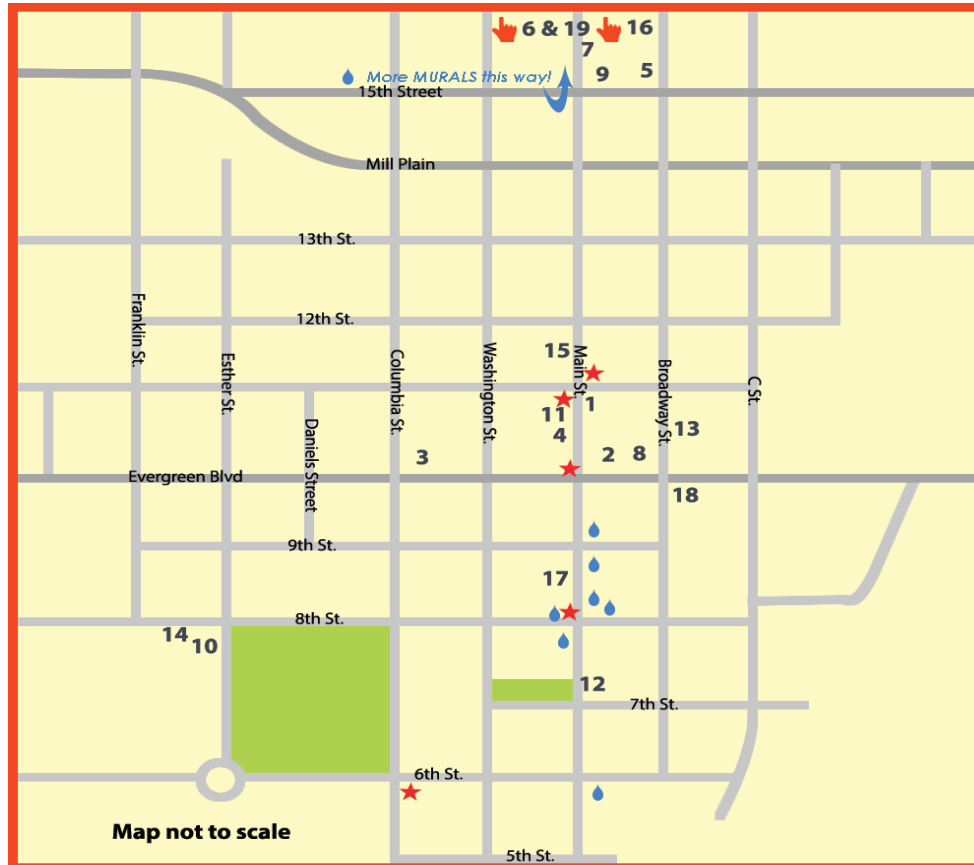 6 & 19
16
7
More MURALS this way!
9
5
15th Street
Mill Plain
13th St.
Franklin St.
12th St.
Esther St.
Columbia St.
Washington St.
15
Main St.
Broadway St.
C St.
1
11
4
13
Daniels Street
3
2
8
Evergreen Blvd
18
9th St.
17
8th St.
14
10
12
7th St.
6th St.
Map not to scale
5th St.